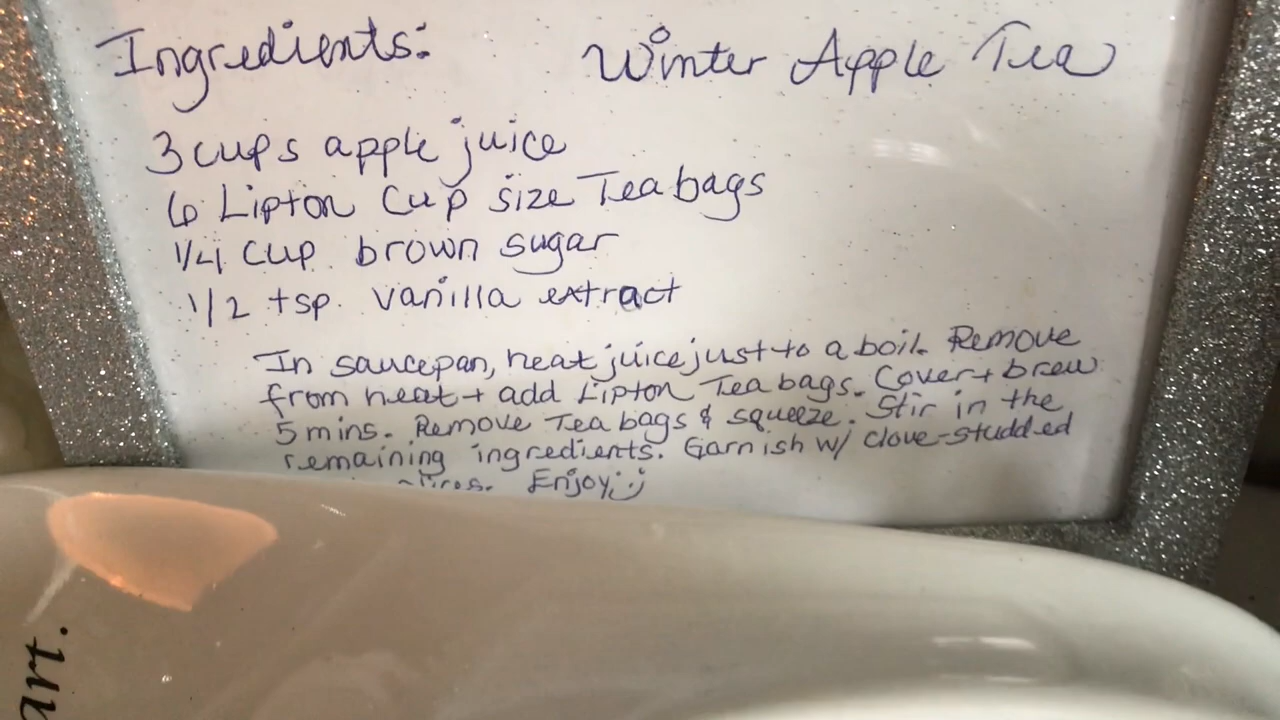 Ingredients: Winter Apple Tea
3 cups apple juice
6 Lipton Cup size Tea bags
1/4 cup brown sugar
1/2 tsp. vanilla extract
In saucepan, heat juice just to a boil. Remove
from heat + add Lipton Tea bags. Cover + brew
5 mins. Remove Tea bags & squeeze. Stir in the
remaining ingredients. Garnish w/ clove-studded
Enjoy :)
art.